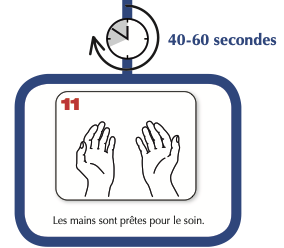 40-60 secondes
11
Les mains sont prêtes pour le soin.